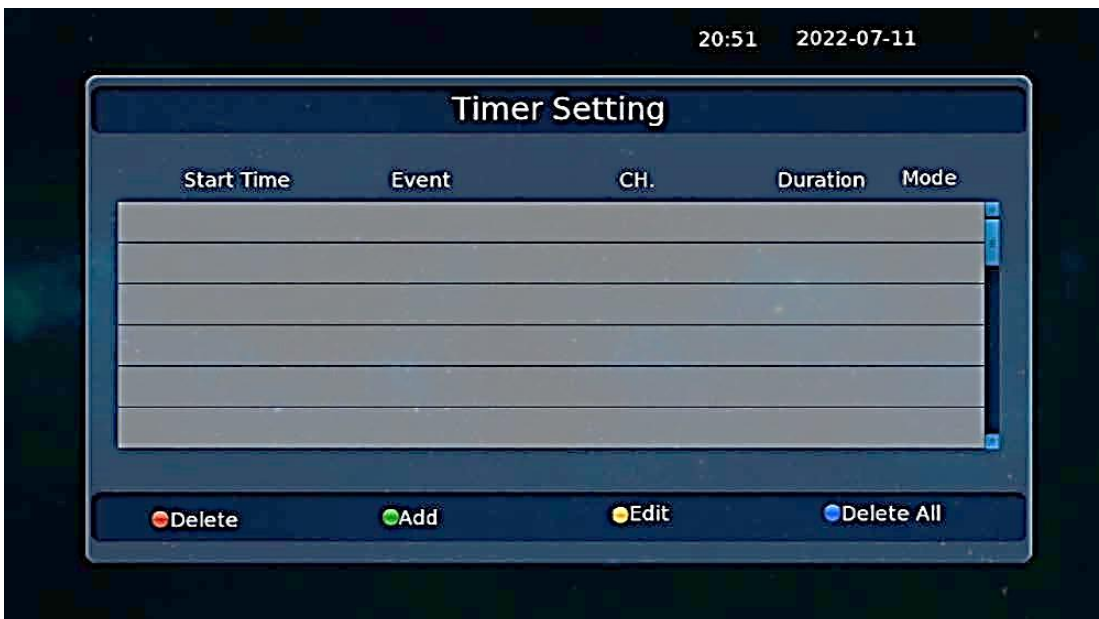 20:51 2022-07-11
Timer Setting
Start Time Event CH. Duration Mode
Delete Add Edit Delete All